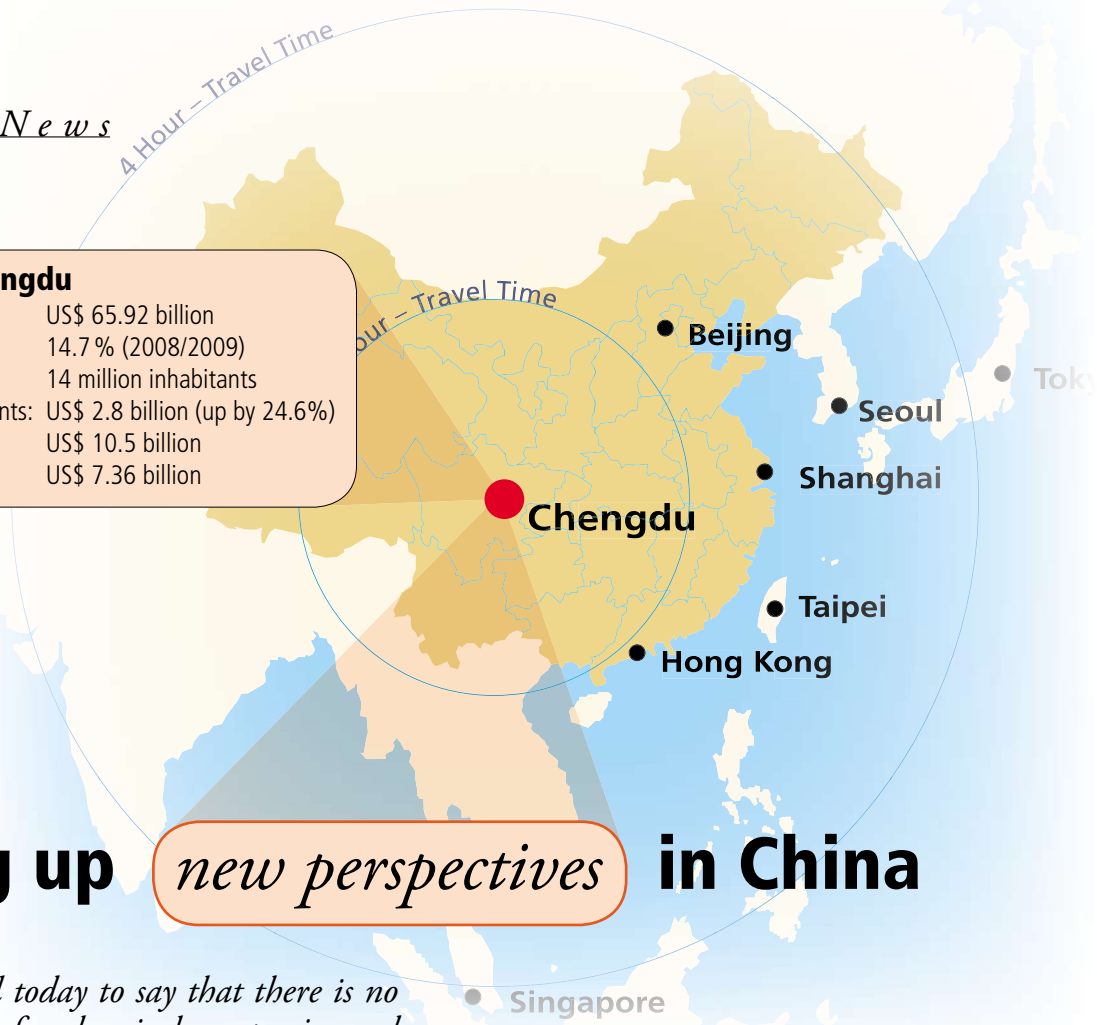 4 Hour – Travel Time
News
ngdu
US$ 65.92 billion
14.7% (2008/2009)
14 million inhabitants
nts: US$ 2.8 billion (up by 24.6%)
US$ 10.5 billion
US$ 7.36 billion
our – Travel Time
Beijing
Toky
Seoul
Shanghai
Chengdu
Taipei
Hong Kong
g up new perspectives in China
today to say that there is no
Singapore